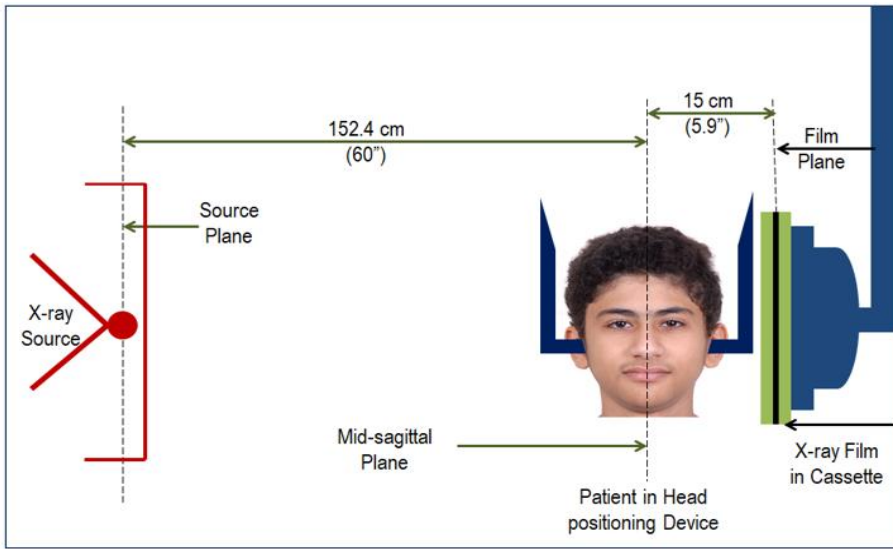 152.4 cm
(60”)
15 cm
(5.9”)
Film
Plane
Source
Plane
X-ray
Source
Mid-sagittal
Plane
Patient in Head
positioning Device
X-ray Film
in Cassette